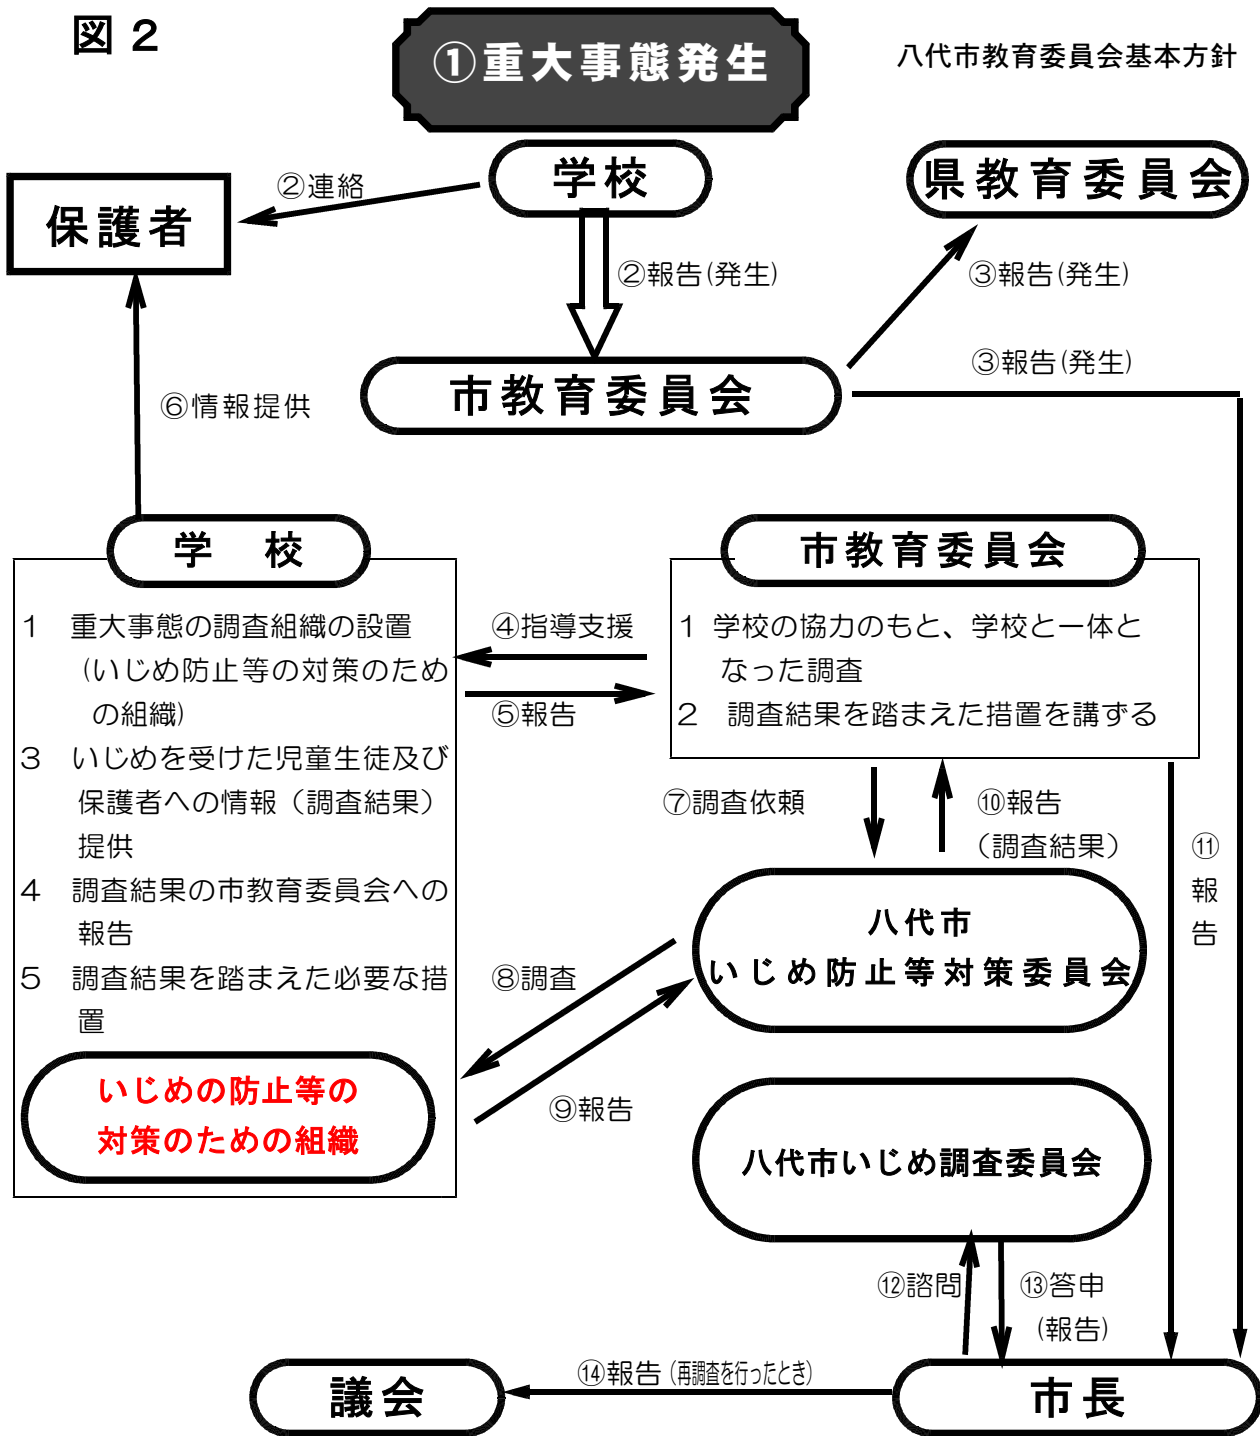 図２
①重大事態発生
八代市教育委員会基本方針
学校
県教育委員会
②連絡
保護者
②報告(発生)
③報告(発生)
③報告(発生)
市教育委員会
⑥情報提供
学　校
市教育委員会
１　重大事態の調査組織の設置
(いじめ防止等の対策のため
の組織)
３　いじめを受けた児童生徒及び
保護者への情報（調査結果）
提供
４　調査結果の市教育委員会への
報告
５　調査結果を踏まえた必要な措
置
④指導支援
⑤報告
１ 学校の協力のもと、学校と一体と
なった調査
２　調査結果を踏まえた措置を講ずる
⑦調査依頼
⑩報告
（調査結果）
⑪報告
八代市
いじめ防止等対策委員会
⑧調査
⑨報告
いじめの防止等の
対策のための組織
八代市いじめ調査委員会
⑫諮問
⑬答申
(報告)
⑭報告(再調査を行ったとき)
議会
市長